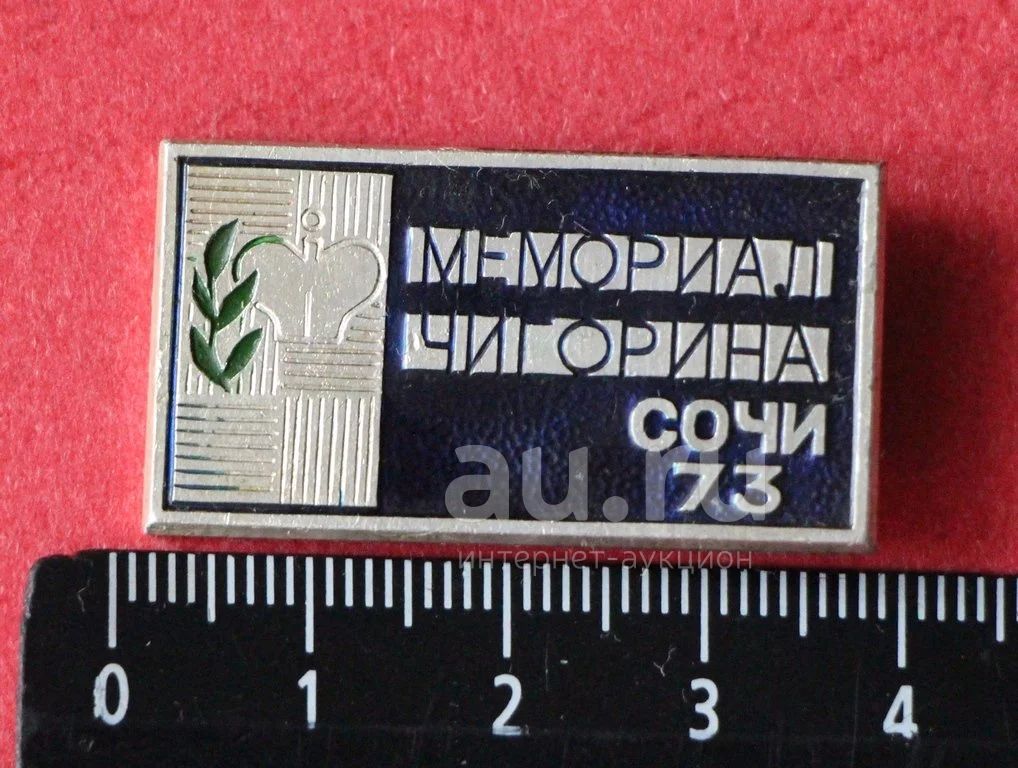 МЕМОРИАЛ
ЧИГОРИНА
СОЧИ
73
au.ru
интернет-аукцион
0 1 2 3 4